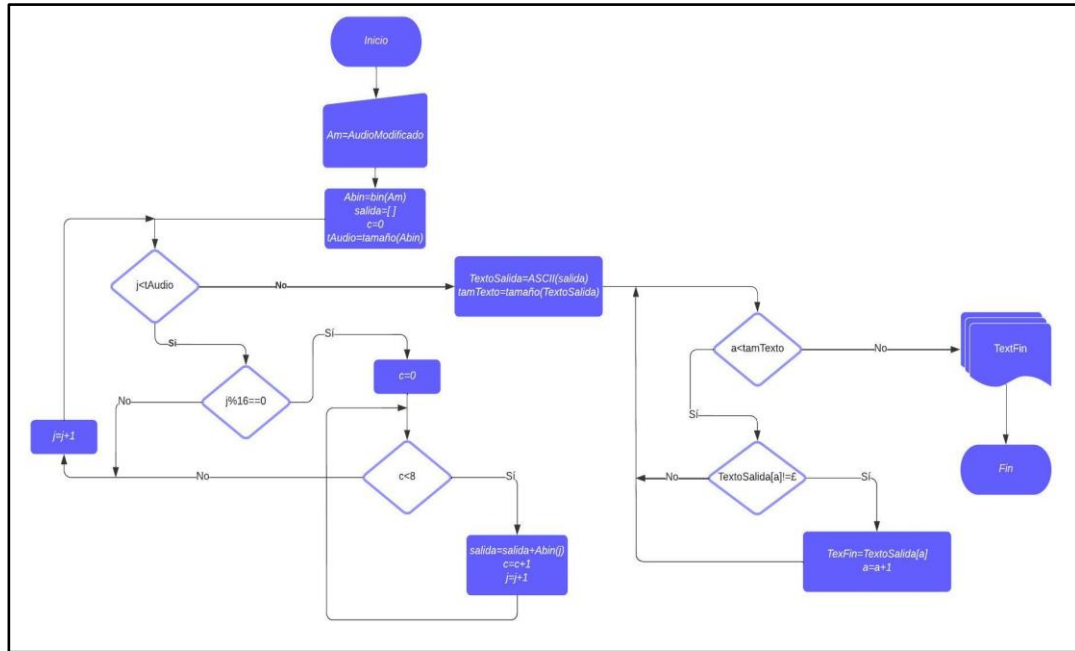 Inicio
Am=AudioModificado
Abin=bin(Am)
salida=[ ]
c=0
tAudio=tamaño(Abin)
j<tAudio
No
TextoSalida=ASCII(salida)
tamTexto=tamaño(TextoSalida)
Si
j%16==0
No
Sí
c=0
j=j+1
c<8
No
Sí
salida=salida+Abin(j)
c=c+1
j=j+1
a<tamTexto
No
TextFin
Fin
Sí
TextoSalida[a]!=£
No
Sí
TexFin=TextoSalida[a]
a=a+1